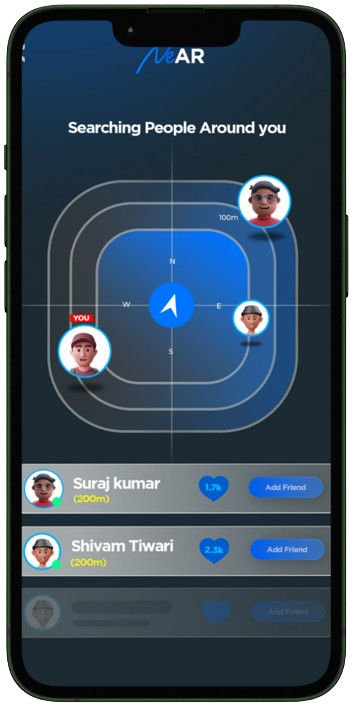 NeAR
Searching People Around you
100m
N
W
E
YOU
S
Suraj kumar
(200m)
1.7k
Add Friend
Shivam Tiwari
(200m)
2.3k
Add Friend
Add Friend